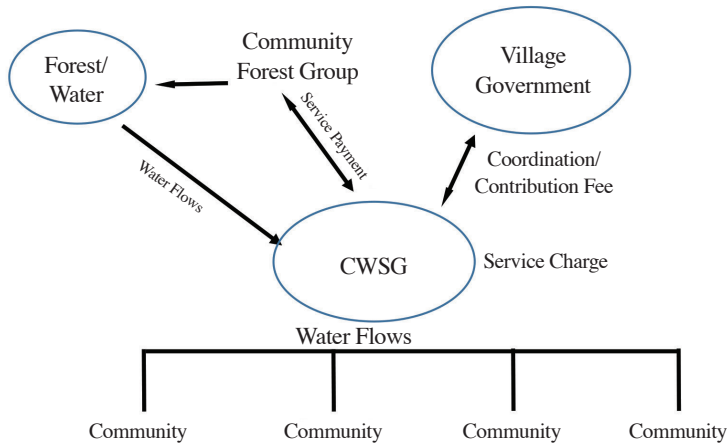 Forest/
Water
Community
Forest Group
Village
Government
Service Payment
Water Flows
Coordination/
Contribution Fee
CWSG
Service Charge
Water Flows
Community
Community
Community
Community